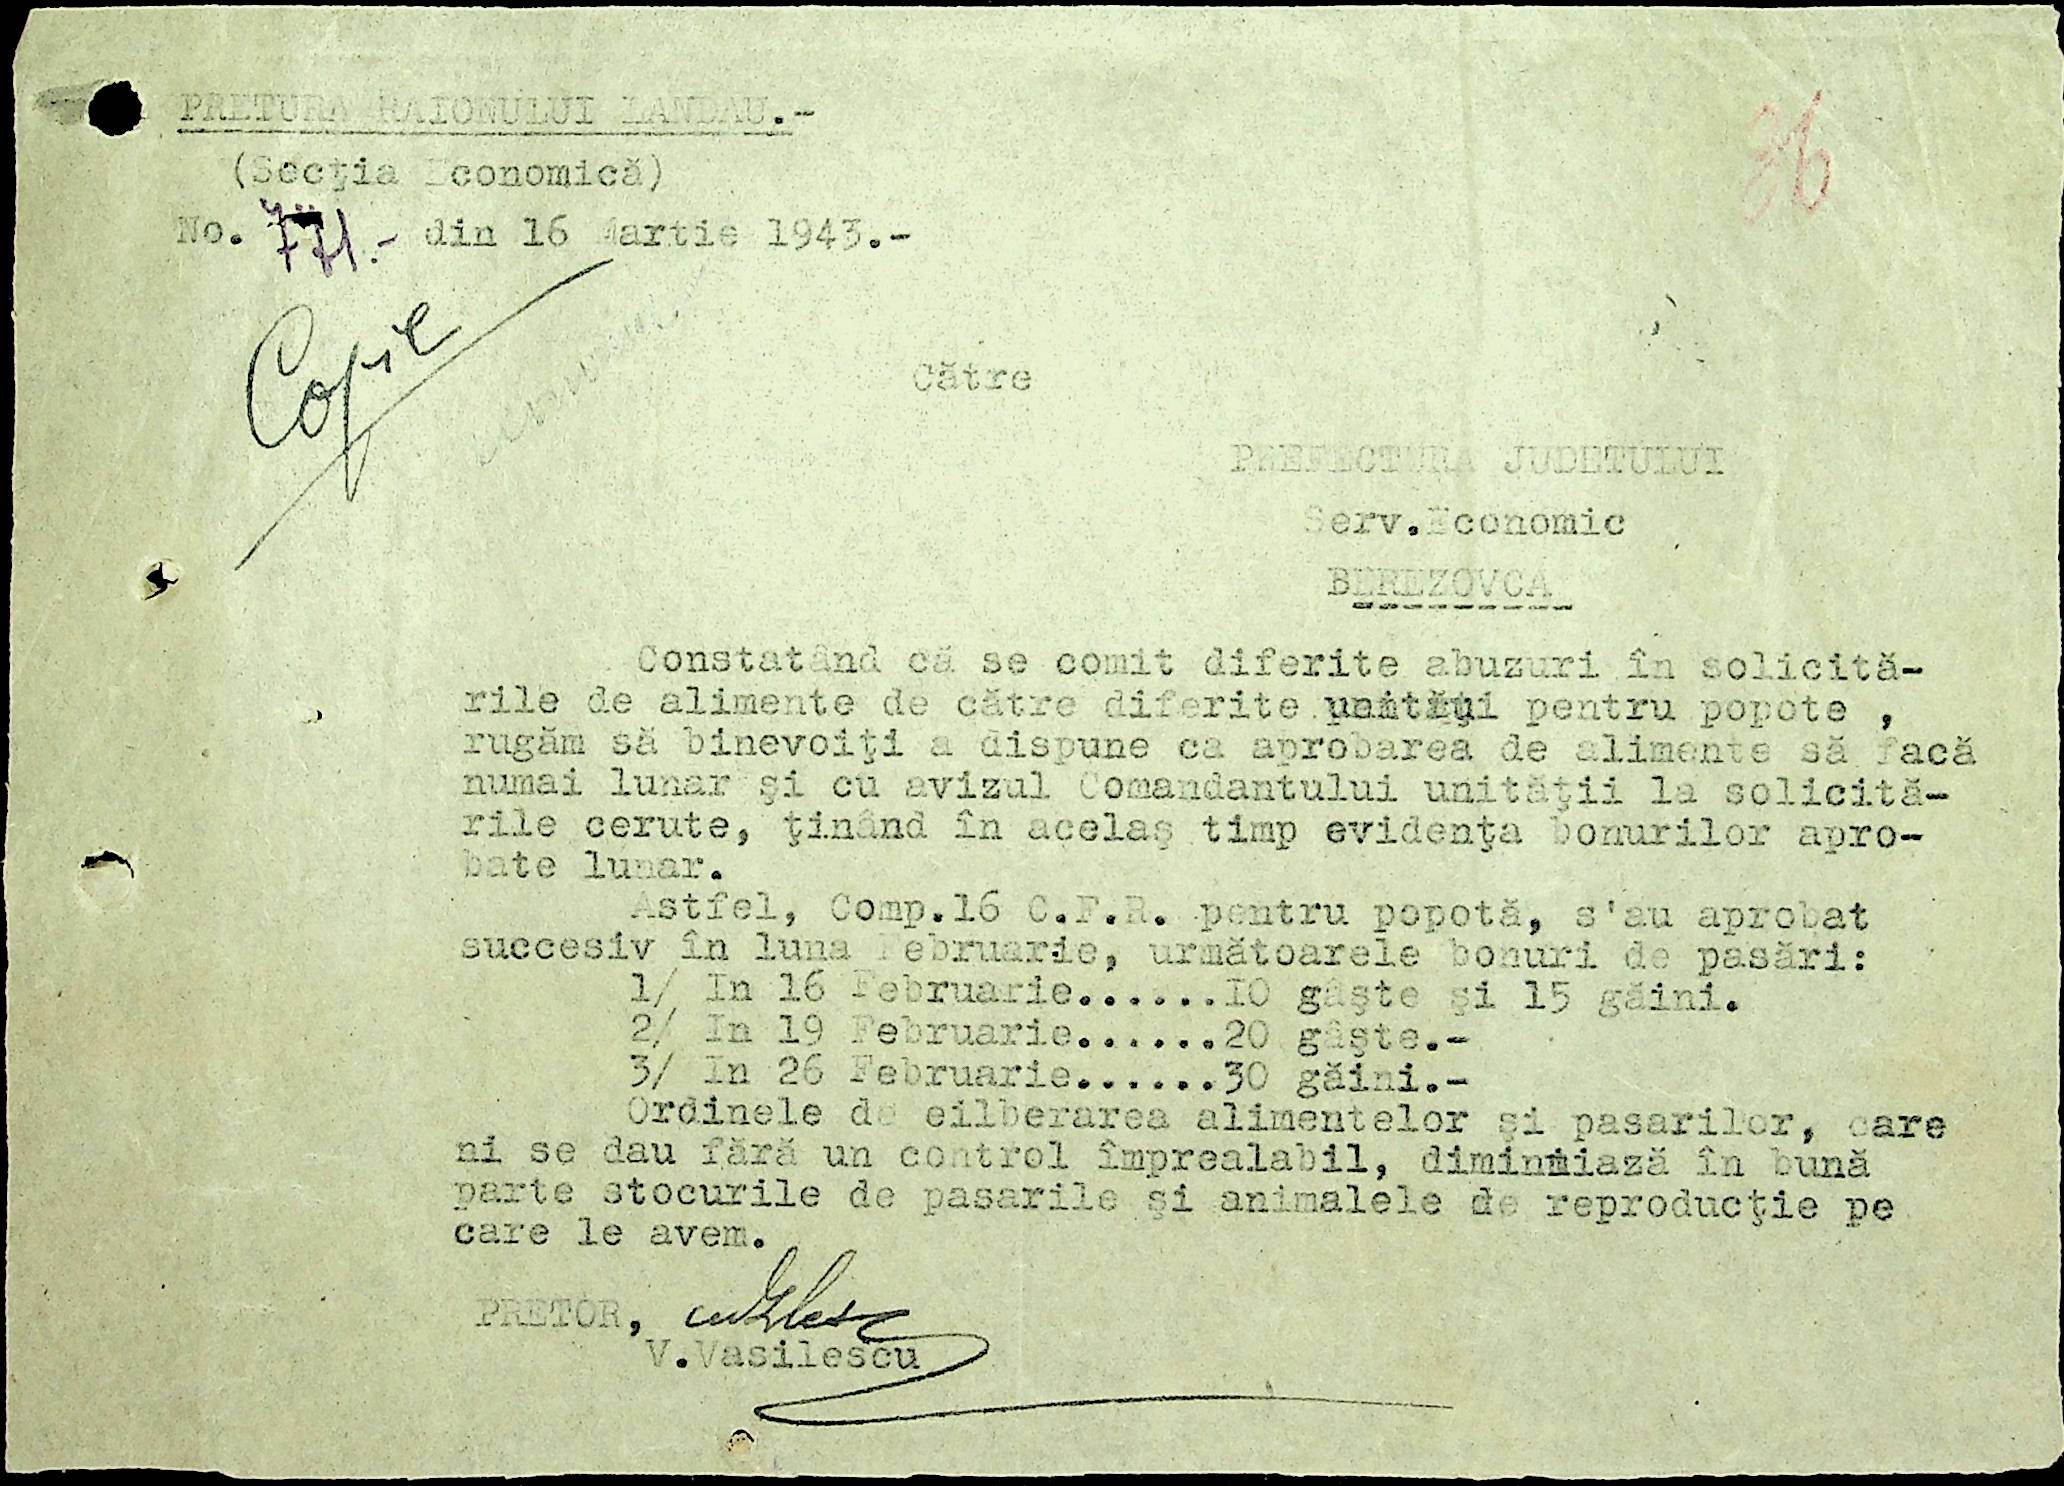 PRETURA RAIONULUI LANDAU.-
36
(Secţia Economică)
No. 771.- din 16 Martie 1943.-
Copie
Către
PREFECTURA JUDETULUI
Serv.Economic
BEREZOVCA
Constatând că se comit diferite abuzuri în solicită-
rile de alimente de către diferite unităţi pentru popote ,
rugăm să binevoiţi a dispune ca aprobarea de alimente să facă
numai lunar şi cu avizul Comandantului unităţii la solicită-
rile cerute, ţinând în acelaş timp evidenţa bonurilor apro-
bate lunar.
Astfel, Comp.16 C.F.R. pentru popotă, s'au aprobat
succesiv în luna Februarie, următoarele bonuri de pasări:
1/ In 16 Februarie......10 gâşte şi 15 găini.
2/ In 19 Februarie......20 gâşte.-
3/ In 26 Februarie......30 găini.-
Ordinele de eilberarea alimentelor şi pasarilor, care
ni se dau fără un control împrealabil, diminiază în bună
parte stocurile de pasarile şi animalele de reproducţie pe
care le avem.
PRETOR,
V.Vasilescu